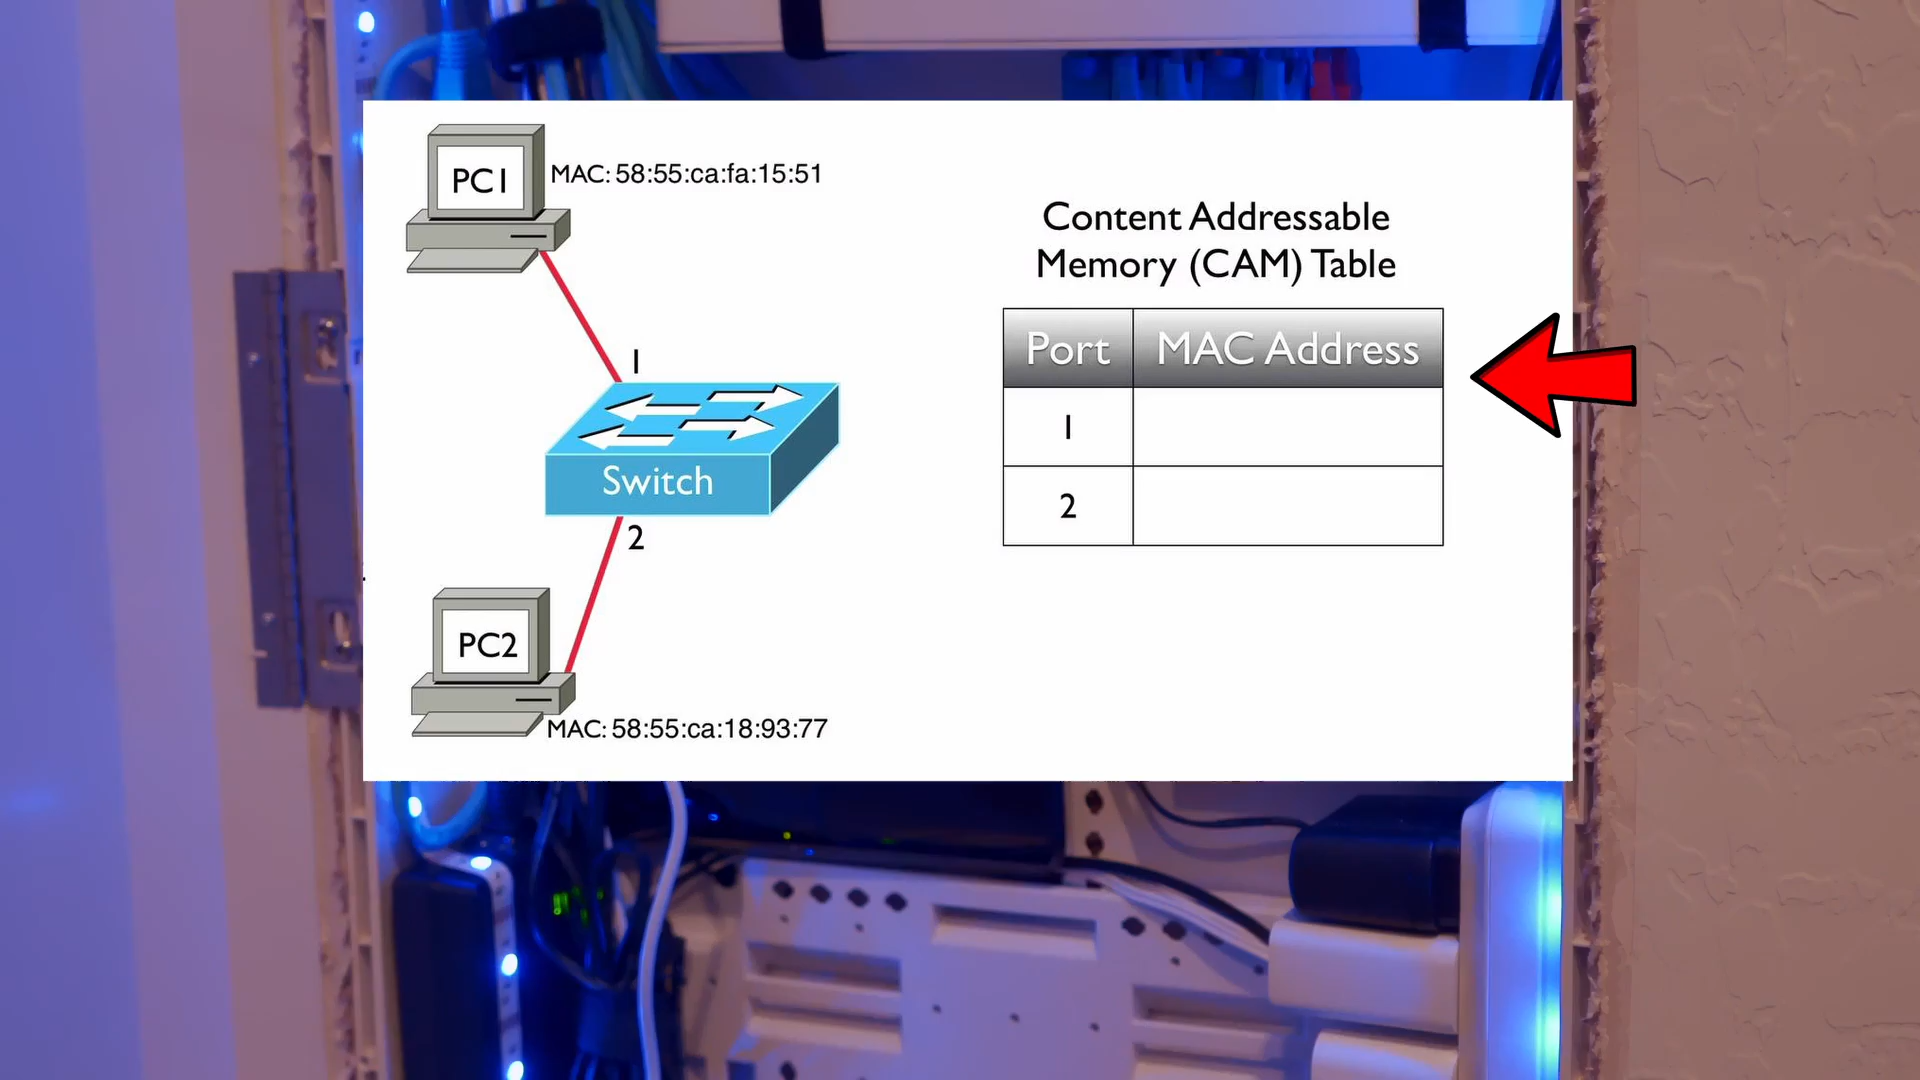 PC1
MAC: 58:55:ca:fa:15:51
1
Switch
2
PC2
MAC: 58:55:ca:18:93:77
Content Addressable
Memory (CAM) Table
Port MAC Address
1
2